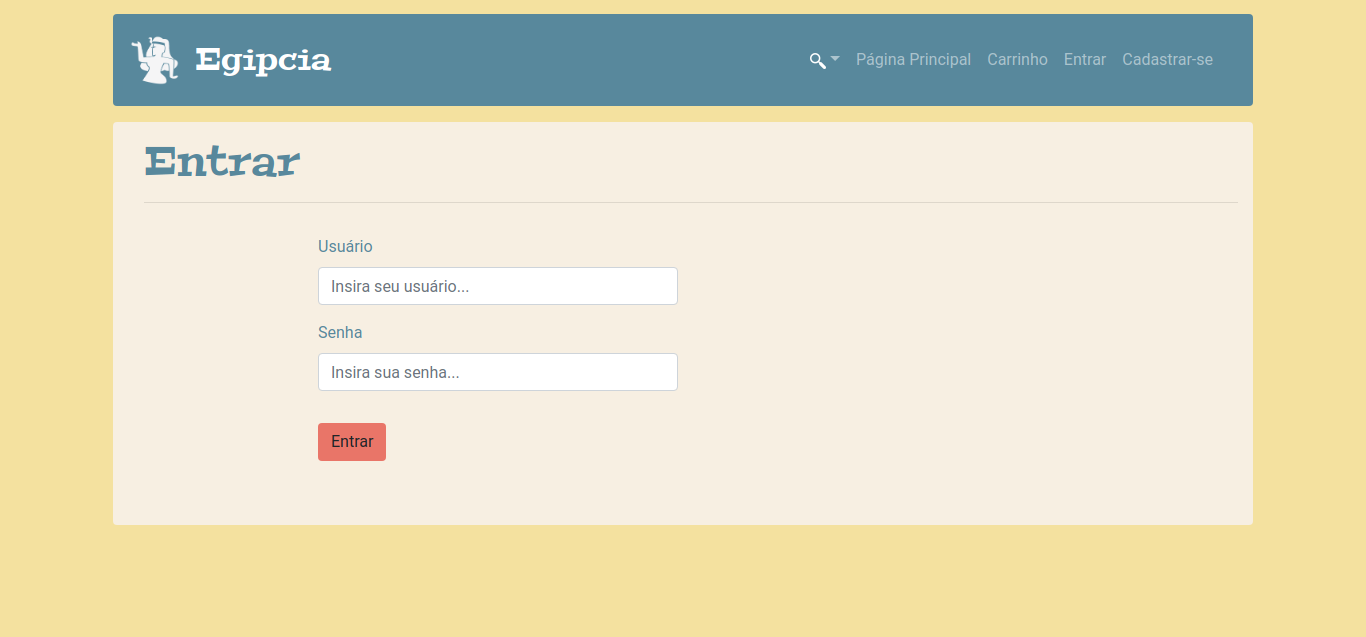 Egipcia
Página Principal Carrinho Entrar Cadastrar-se
Entrar
Usuário
Insira seu usuário...
Senha
Insira sua senha...
Entrar